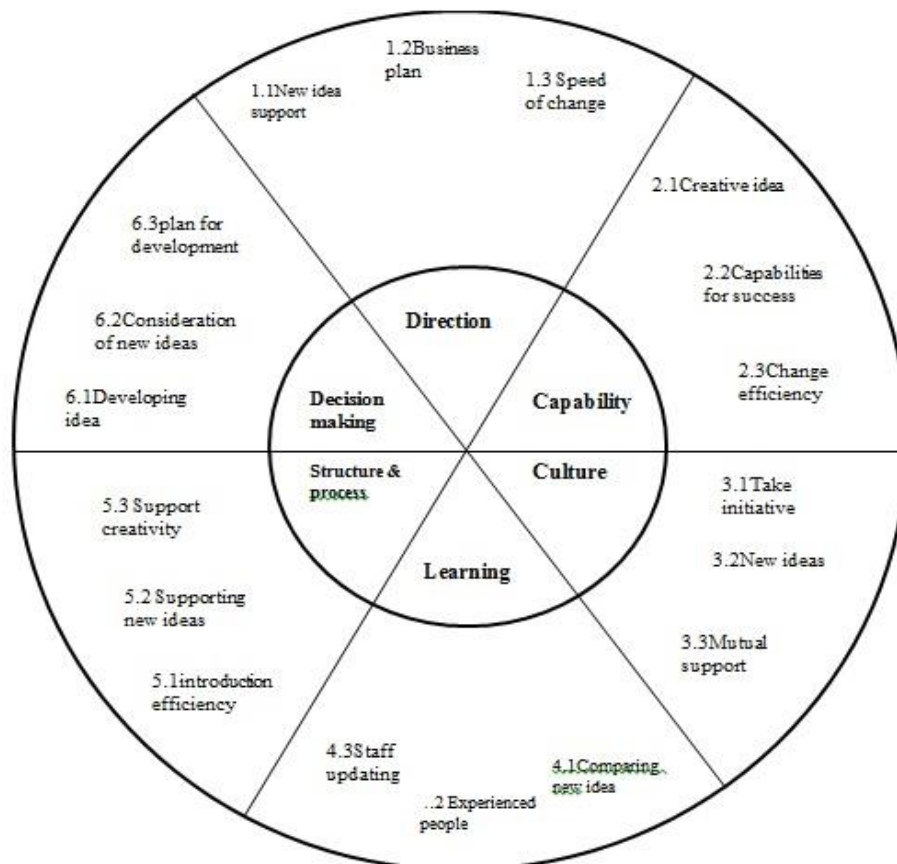 1.1New idea
support
1.2Business
plan
1.3 Speed
of change
2.1Creative idea
2.2Capabilities
for success
2.3Change
efficiency
3.1Take
initiative
3.2New ideas
3.3Mutual
support
4.1Comparing
new idea
..2 Experienced
people
4.3Staff
updating
5.1introduction
efficiency
5.2 Supporting
new ideas
5.3 Support
creativity
6.1Developing
idea
6.2Consideration
of new ideas
6.3plan for
development
Direction
Capability
Culture
Learning
Structure &
process
Decision
making